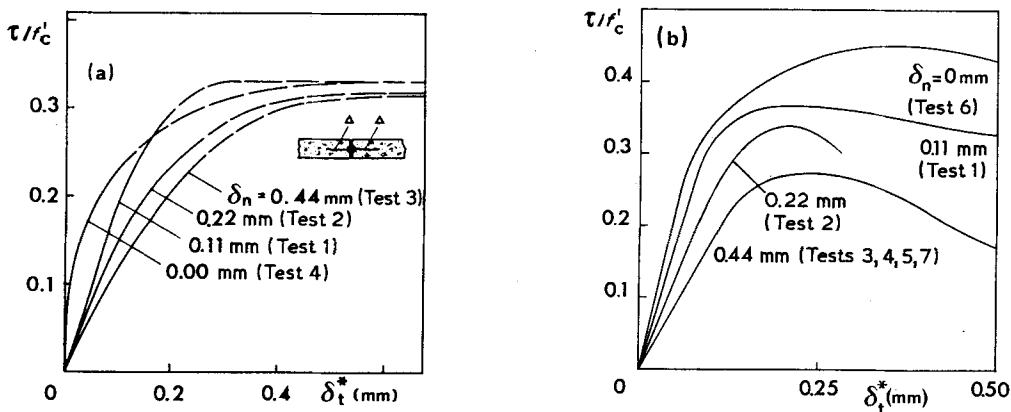 τ/f'c
(a)
0.3
0.2
0.1
0
Δ Δ
δn = 0.44 mm (Test 3)
0.22 mm (Test 2)
0.11 mm (Test 1)
0.00 mm (Test 4)
0.2
0.4
δt* (mm)
τ/f'c
(b)
0.4
0.3
0.2
0.1
0
δn = 0 mm
(Test 6)
0.11 mm
(Test 1)
0.22 mm
(Test 2)
0.44 mm (Tests 3, 4, 5, 7)
0.25
0.50
δt* (mm)